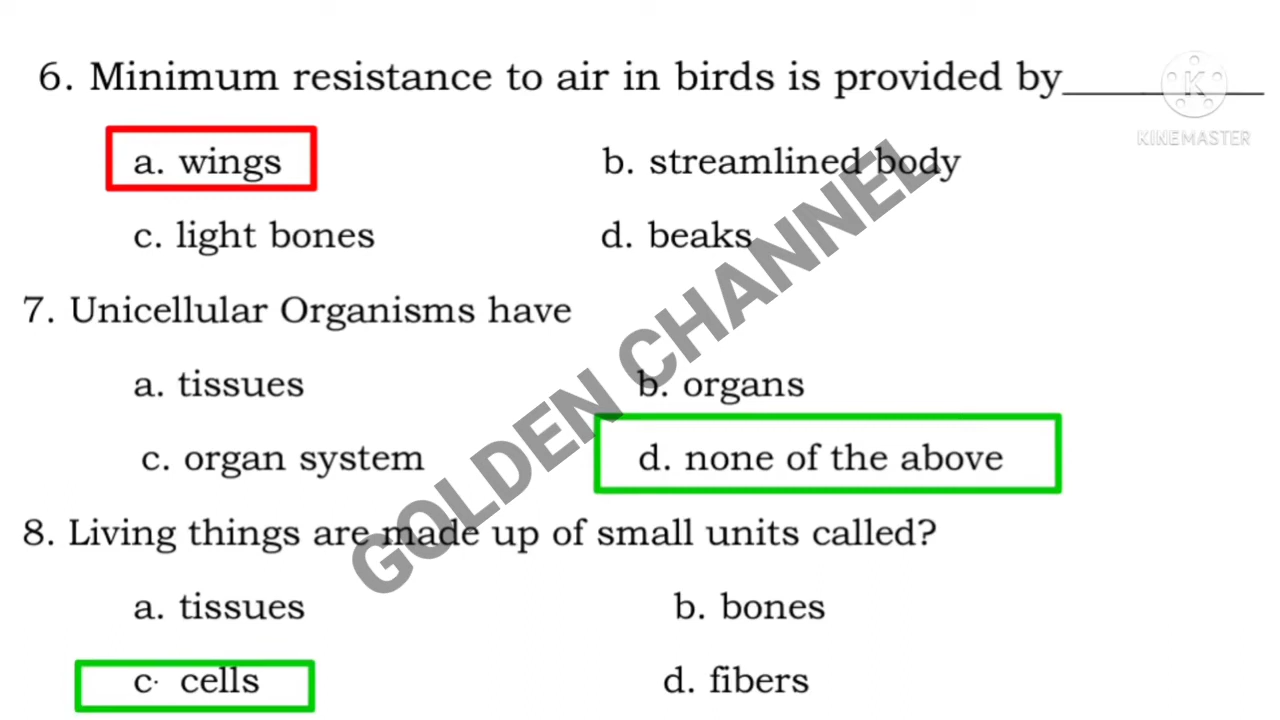 6. Minimum resistance to air in birds is provided by__________
KINEMASTER
a. wings b. streamlined body
c. light bones d. beaks
7. Unicellular Organisms have
a. tissues b. organs
c. organ system d. none of the above
8. Living things are made up of small units called?
a. tissues b. bones
c. cells d. fibers
GOLDEN CHANNEL